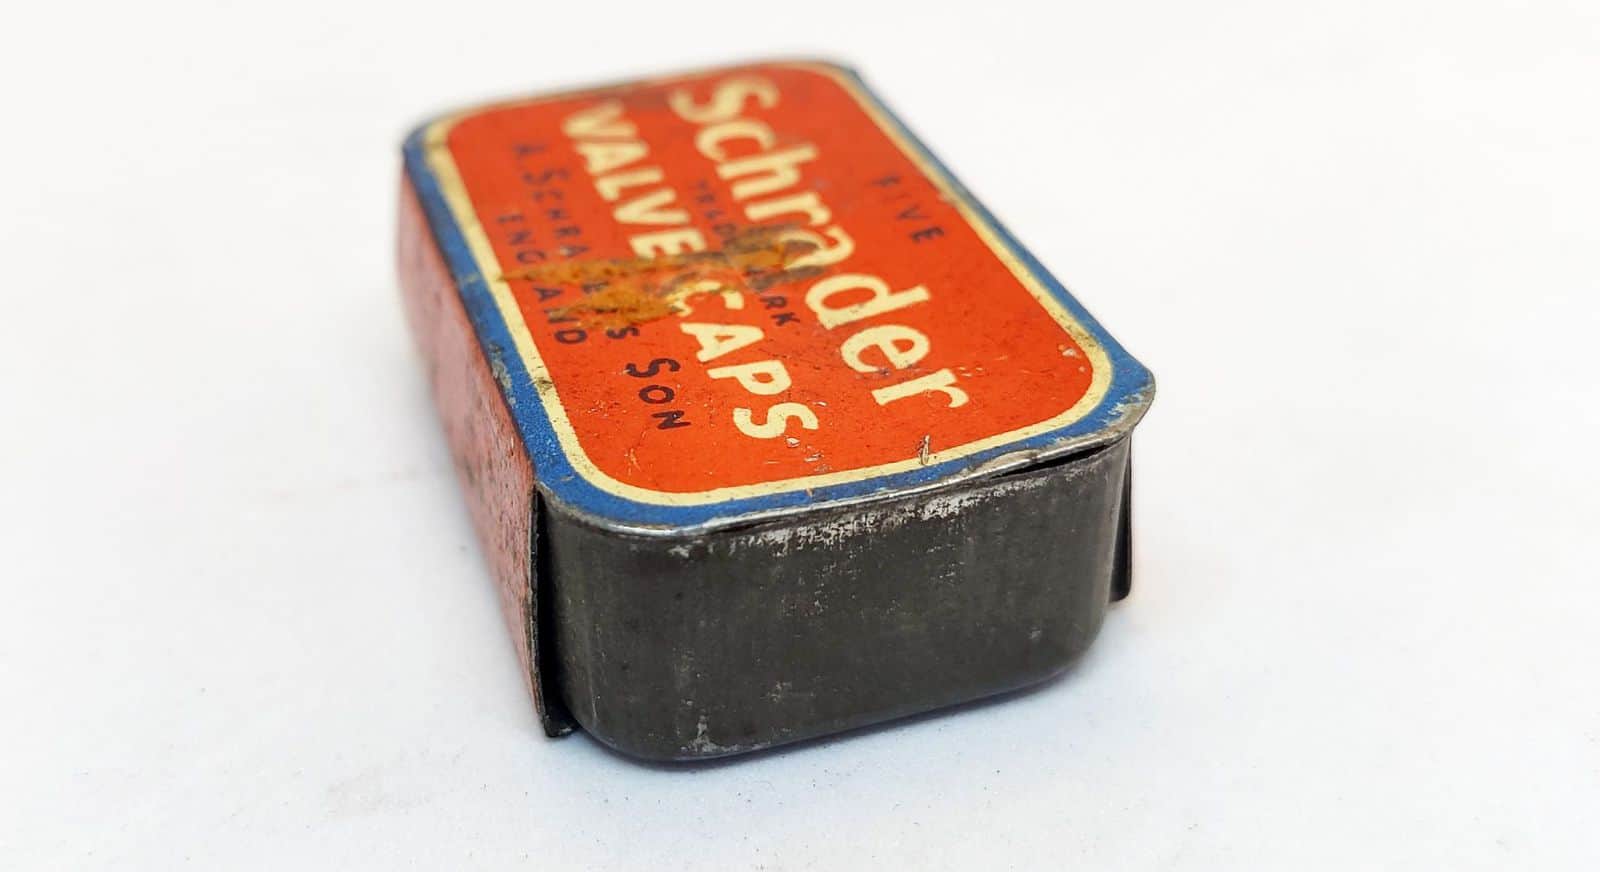 FIVE
Schrader
TRADE MARK
VALVE CAPS
A. SCHRADER'S SON
ENGLAND